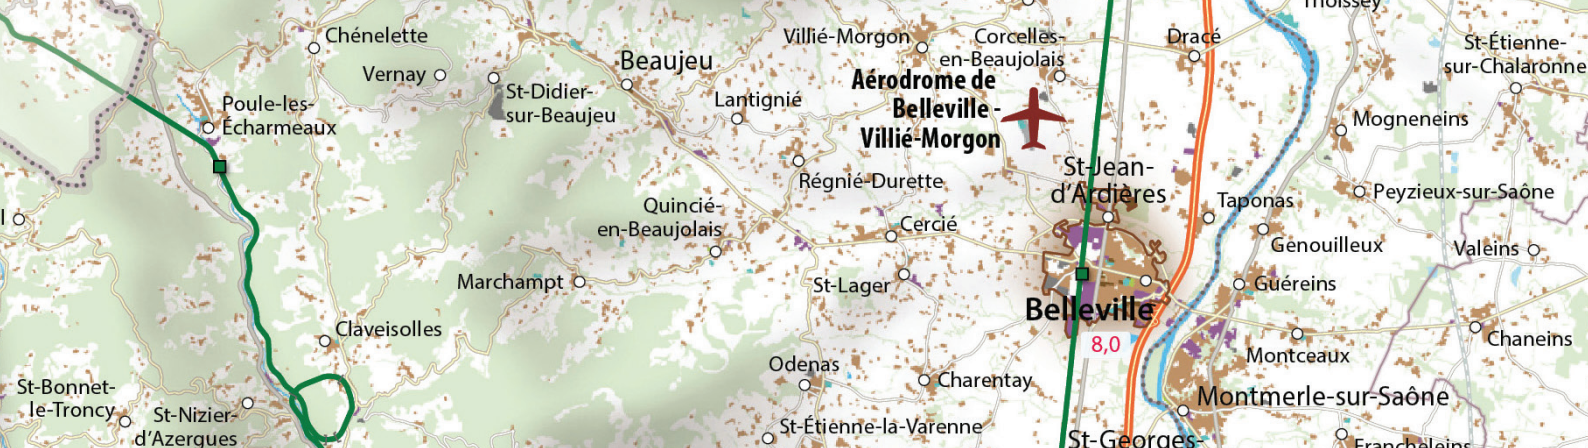 Thoissey
Chénelette
Villié-Morgon
Corcelles-
en-Beaujolais
Dracé
St-Étienne-
sur-Chalaronne
Beaujeu
Vernay
St-Didier-
sur-Beaujeu
Aérodrome de
Belleville -
Villié-Morgon
Poule-les-
Écharmeaux
Lantignié
Mogneneins
St-Jean-
d'Ardières
Régnié-Durette
Peyzieux-sur-Saône
Taponas
Quincié-
en-Beaujolais
Cercié
Genouilleux
Valeins
Marchampt
St-Lager
Guéreins
Belleville
8,0
Claveisolles
Chaneins
Montceaux
Odenas
Charentay
St-Bonnet-
le-Troncy
St-Nizier-
d'Azergues
Montmerle-sur-Saône
St-Étienne-la-Varenne
St-Georges-
Francheleins